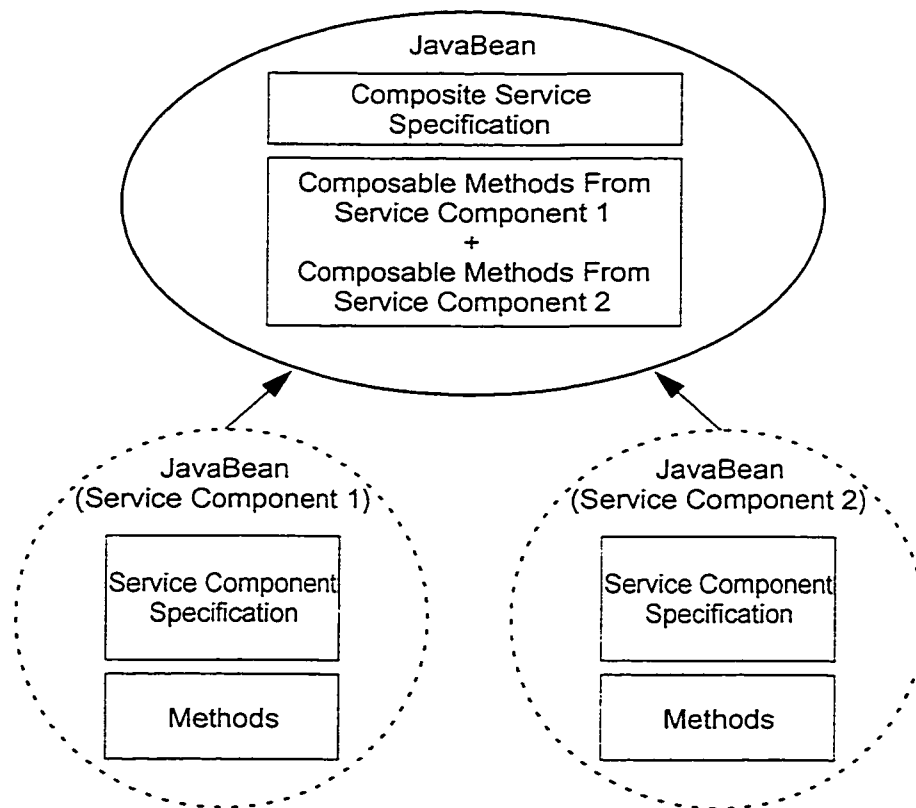 JavaBean
Composite Service
Specification
Composable Methods From
Service Component 1
+
Composable Methods From
Service Component 2
JavaBean
(Service Component 1)
Service Component
Specification
Methods
JavaBean
(Service Component 2)
Service Component
Specification
Methods